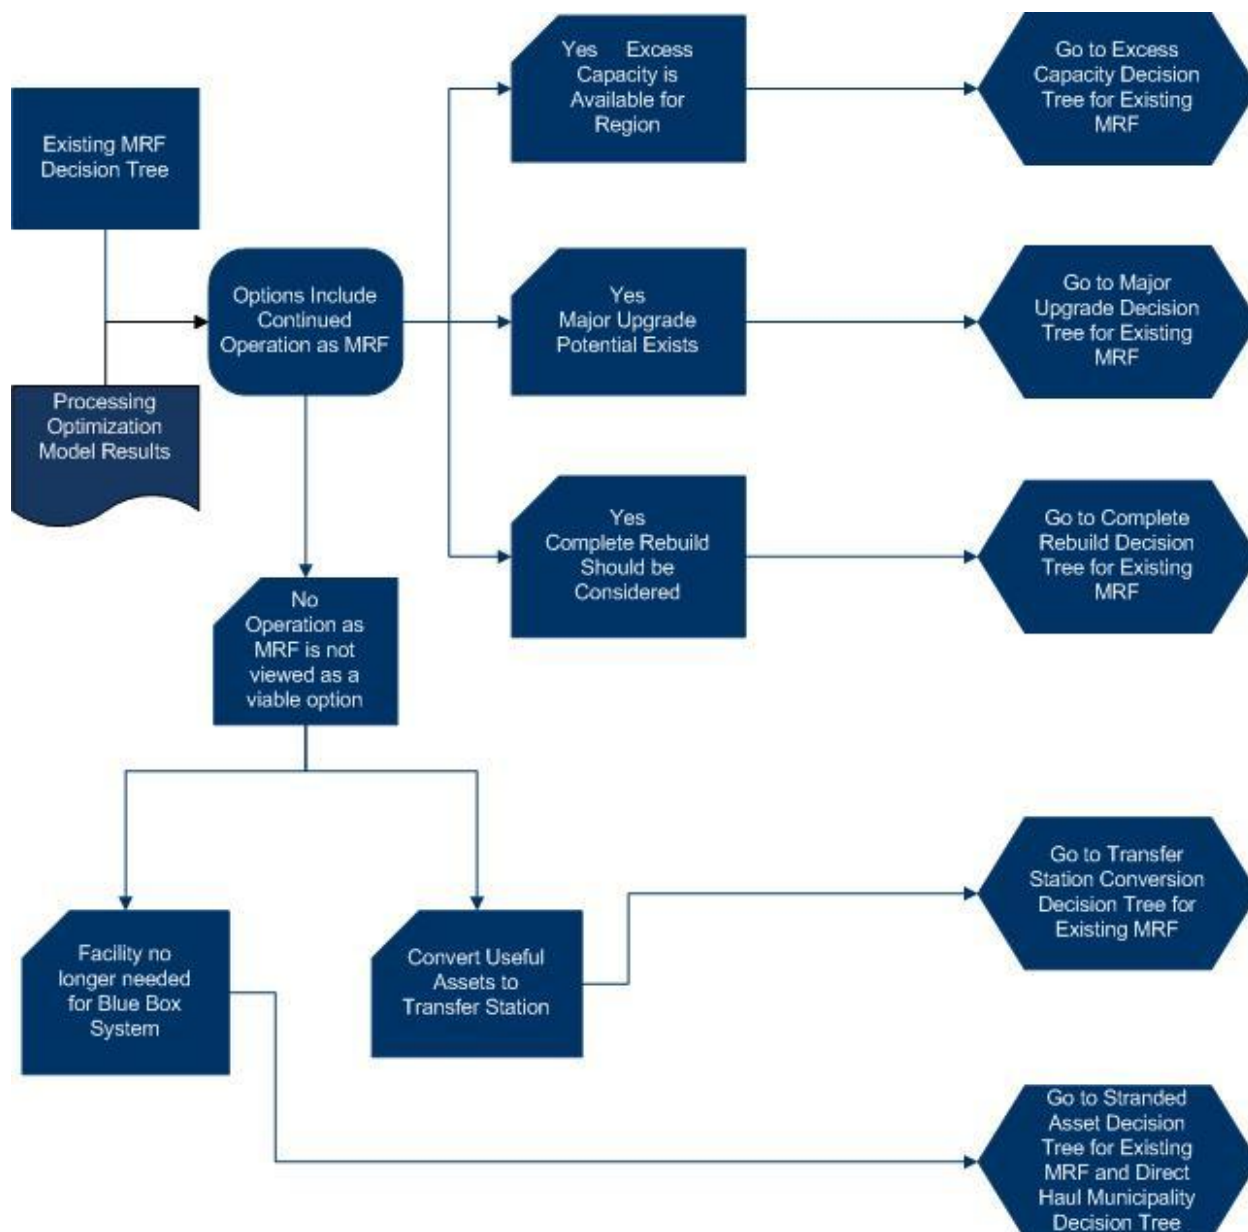 Existing MRF
Decision Tree
Processing
Optimization
Model Results
Options Include
Continued
Operation as MRF
Yes Excess
Capacity is
Available for
Region
Go to Excess
Capacity Decision
Tree for Existing
MRF
Yes
Major Upgrade
Potential Exists
Go to Major
Upgrade Decision
Tree for Existing
MRF
Yes
Complete Rebuild
Should be
Considered
Go to Complete
Rebuild Decision
Tree for Existing
MRF
No
Operation as
MRF is not
viewed as a
viable option
Facility no
longer needed
for Blue Box
System
Convert Useful
Assets to
Transfer Station
Go to Transfer
Station Conversion
Decision Tree for
Existing MRF
Go to Stranded
Asset Decision
Tree for Existing
MRF and Direct
Haul Municipality
Decision Tree